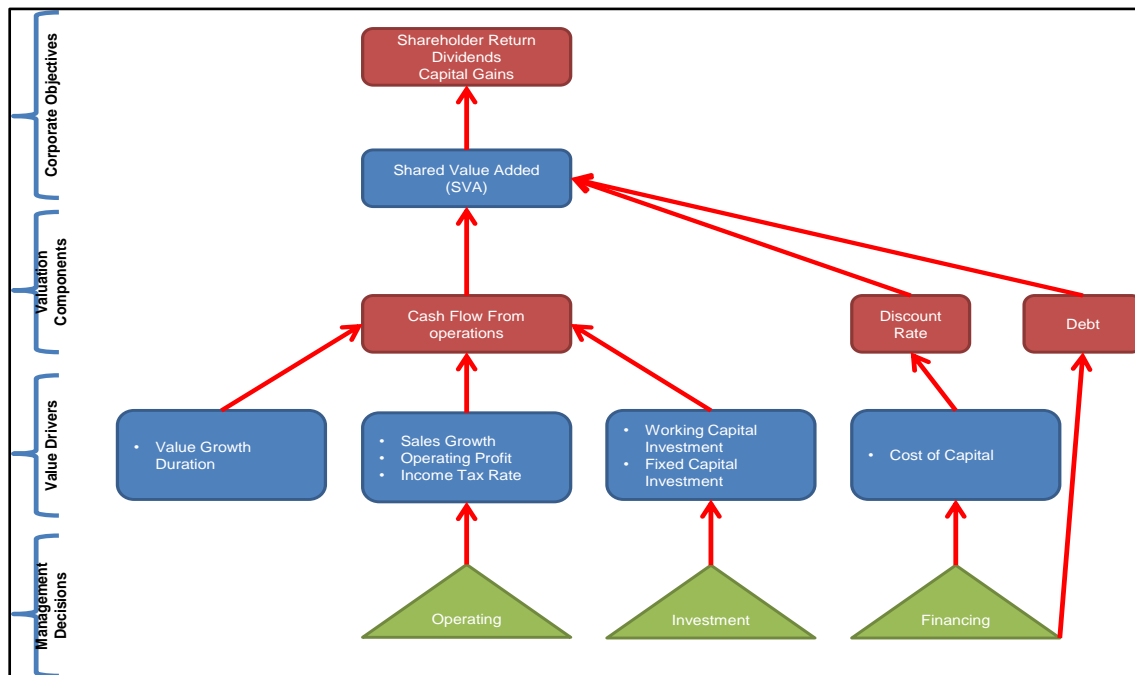 Corporate Objectives
Shareholder Return
Dividends
Capital Gains
Shared Value Added
(SVA)
Valuation
Components
Cash Flow From
operations
Discount
Rate
Debt
Value Drivers
• Value Growth
Duration
• Sales Growth
• Operating Profit
• Income Tax Rate
• Working Capital
Investment
• Fixed Capital
Investment
• Cost of Capital
Management
Decisions
Operating
Investment
Financing